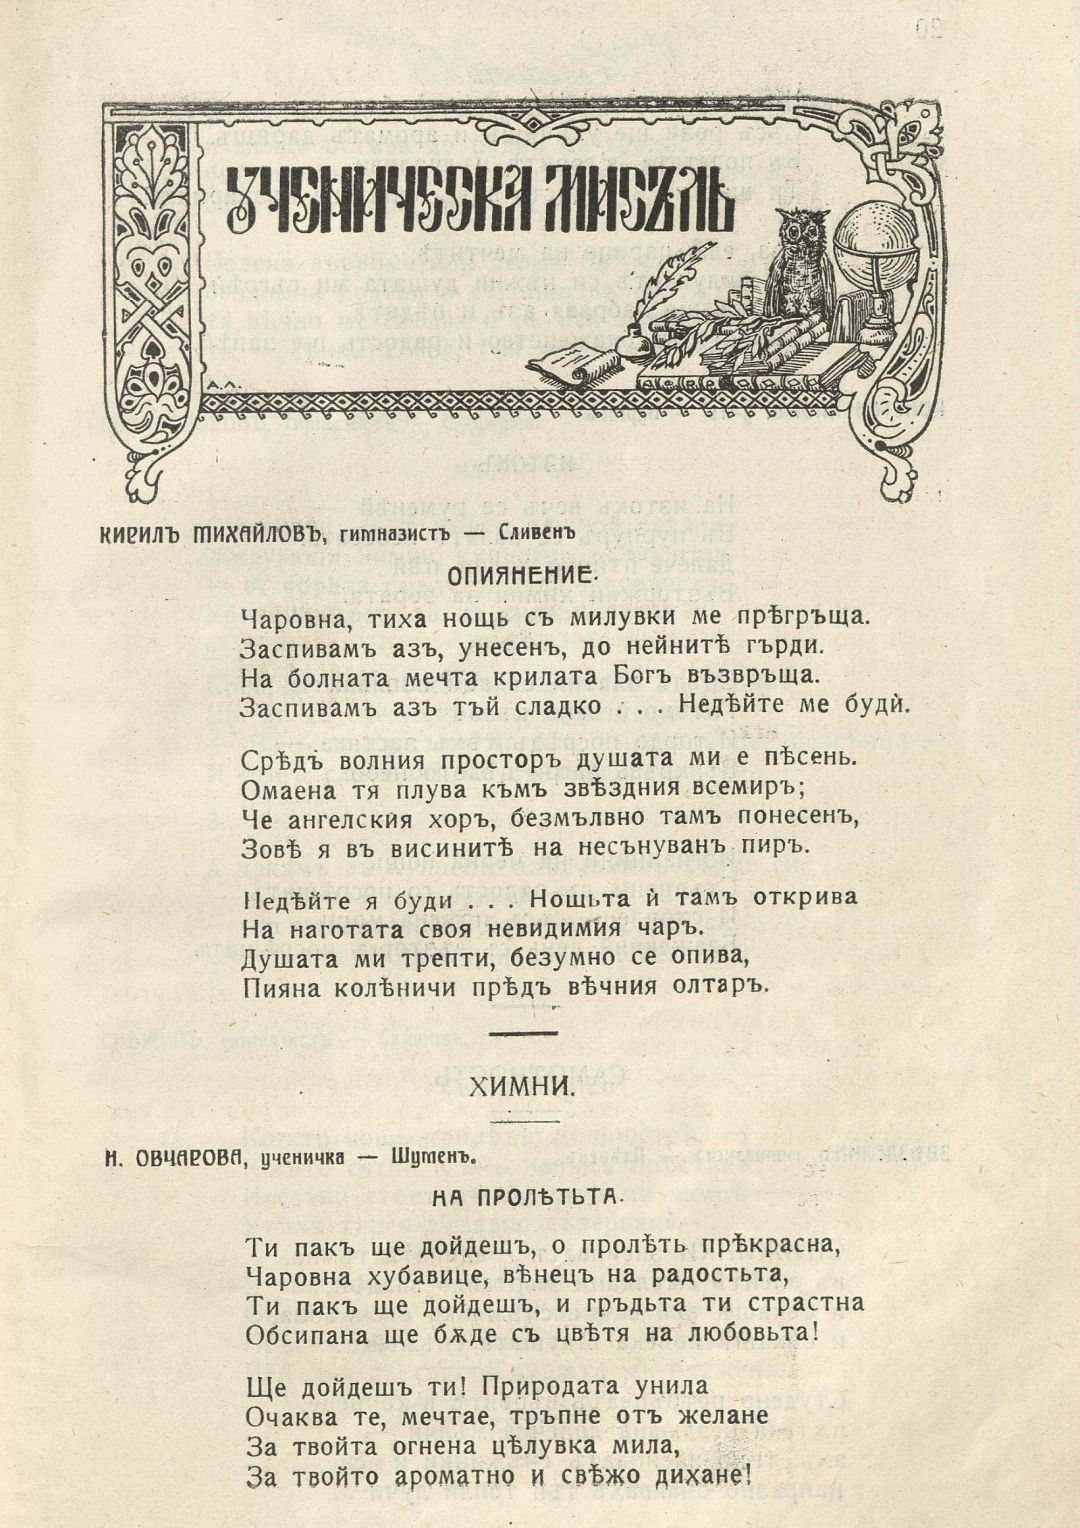 УЧЕНИЧЕСКА МИСЪЛЬ
КИРИЛЪ МИХАЙЛОВЪ, гимназистъ — Сливенъ
ОПИЯНЕНИЕ.
Чаровна, тиха нощь съ милувки ме прѣгръща.
Заспивамъ азъ, унесенъ, до нейнитѣ гърди.
На болната мечта крилата Богъ възвръща.
Заспивамъ азъ тъй сладко . . . Недѣйте ме буди̇.
Срѣдъ волния просторъ душата ми е пѣсень.
Омаена тя плува къмъ звѣздния всемиръ;
Че ангелския хоръ, безмълвно тамъ понесенъ,
Зовѣ я въ висинитѣ на несънуванъ пиръ.
Недѣйте я буди . . . Нощьта ѝ тамъ открива
На наготата своя невидимия чаръ.
Душата ми трепти, безумно се опива,
Пияна колѣничи прѣдъ вѣчния олтаръ.
ХИМНИ.
Н. ОВЧАРОВА, ученичка — Шуменъ.
НА ПРОЛѢТЬТА.
Ти пакъ ще дойдешъ, о пролѣть прѣкрасна,
Чаровна хубавице, вѣнецъ на радостьта,
Ти пакъ ще дойдешъ, и гръдьта ти страстна
Обсипана ще бѫде съ цвѣтя на любовьта!
Ще дойдешъ ти! Природата унила
Очаква те, мечтае, тръпне отъ желане
За твойта огнена цѣлувка мила,
За твойто ароматно и свѣжо дихане!